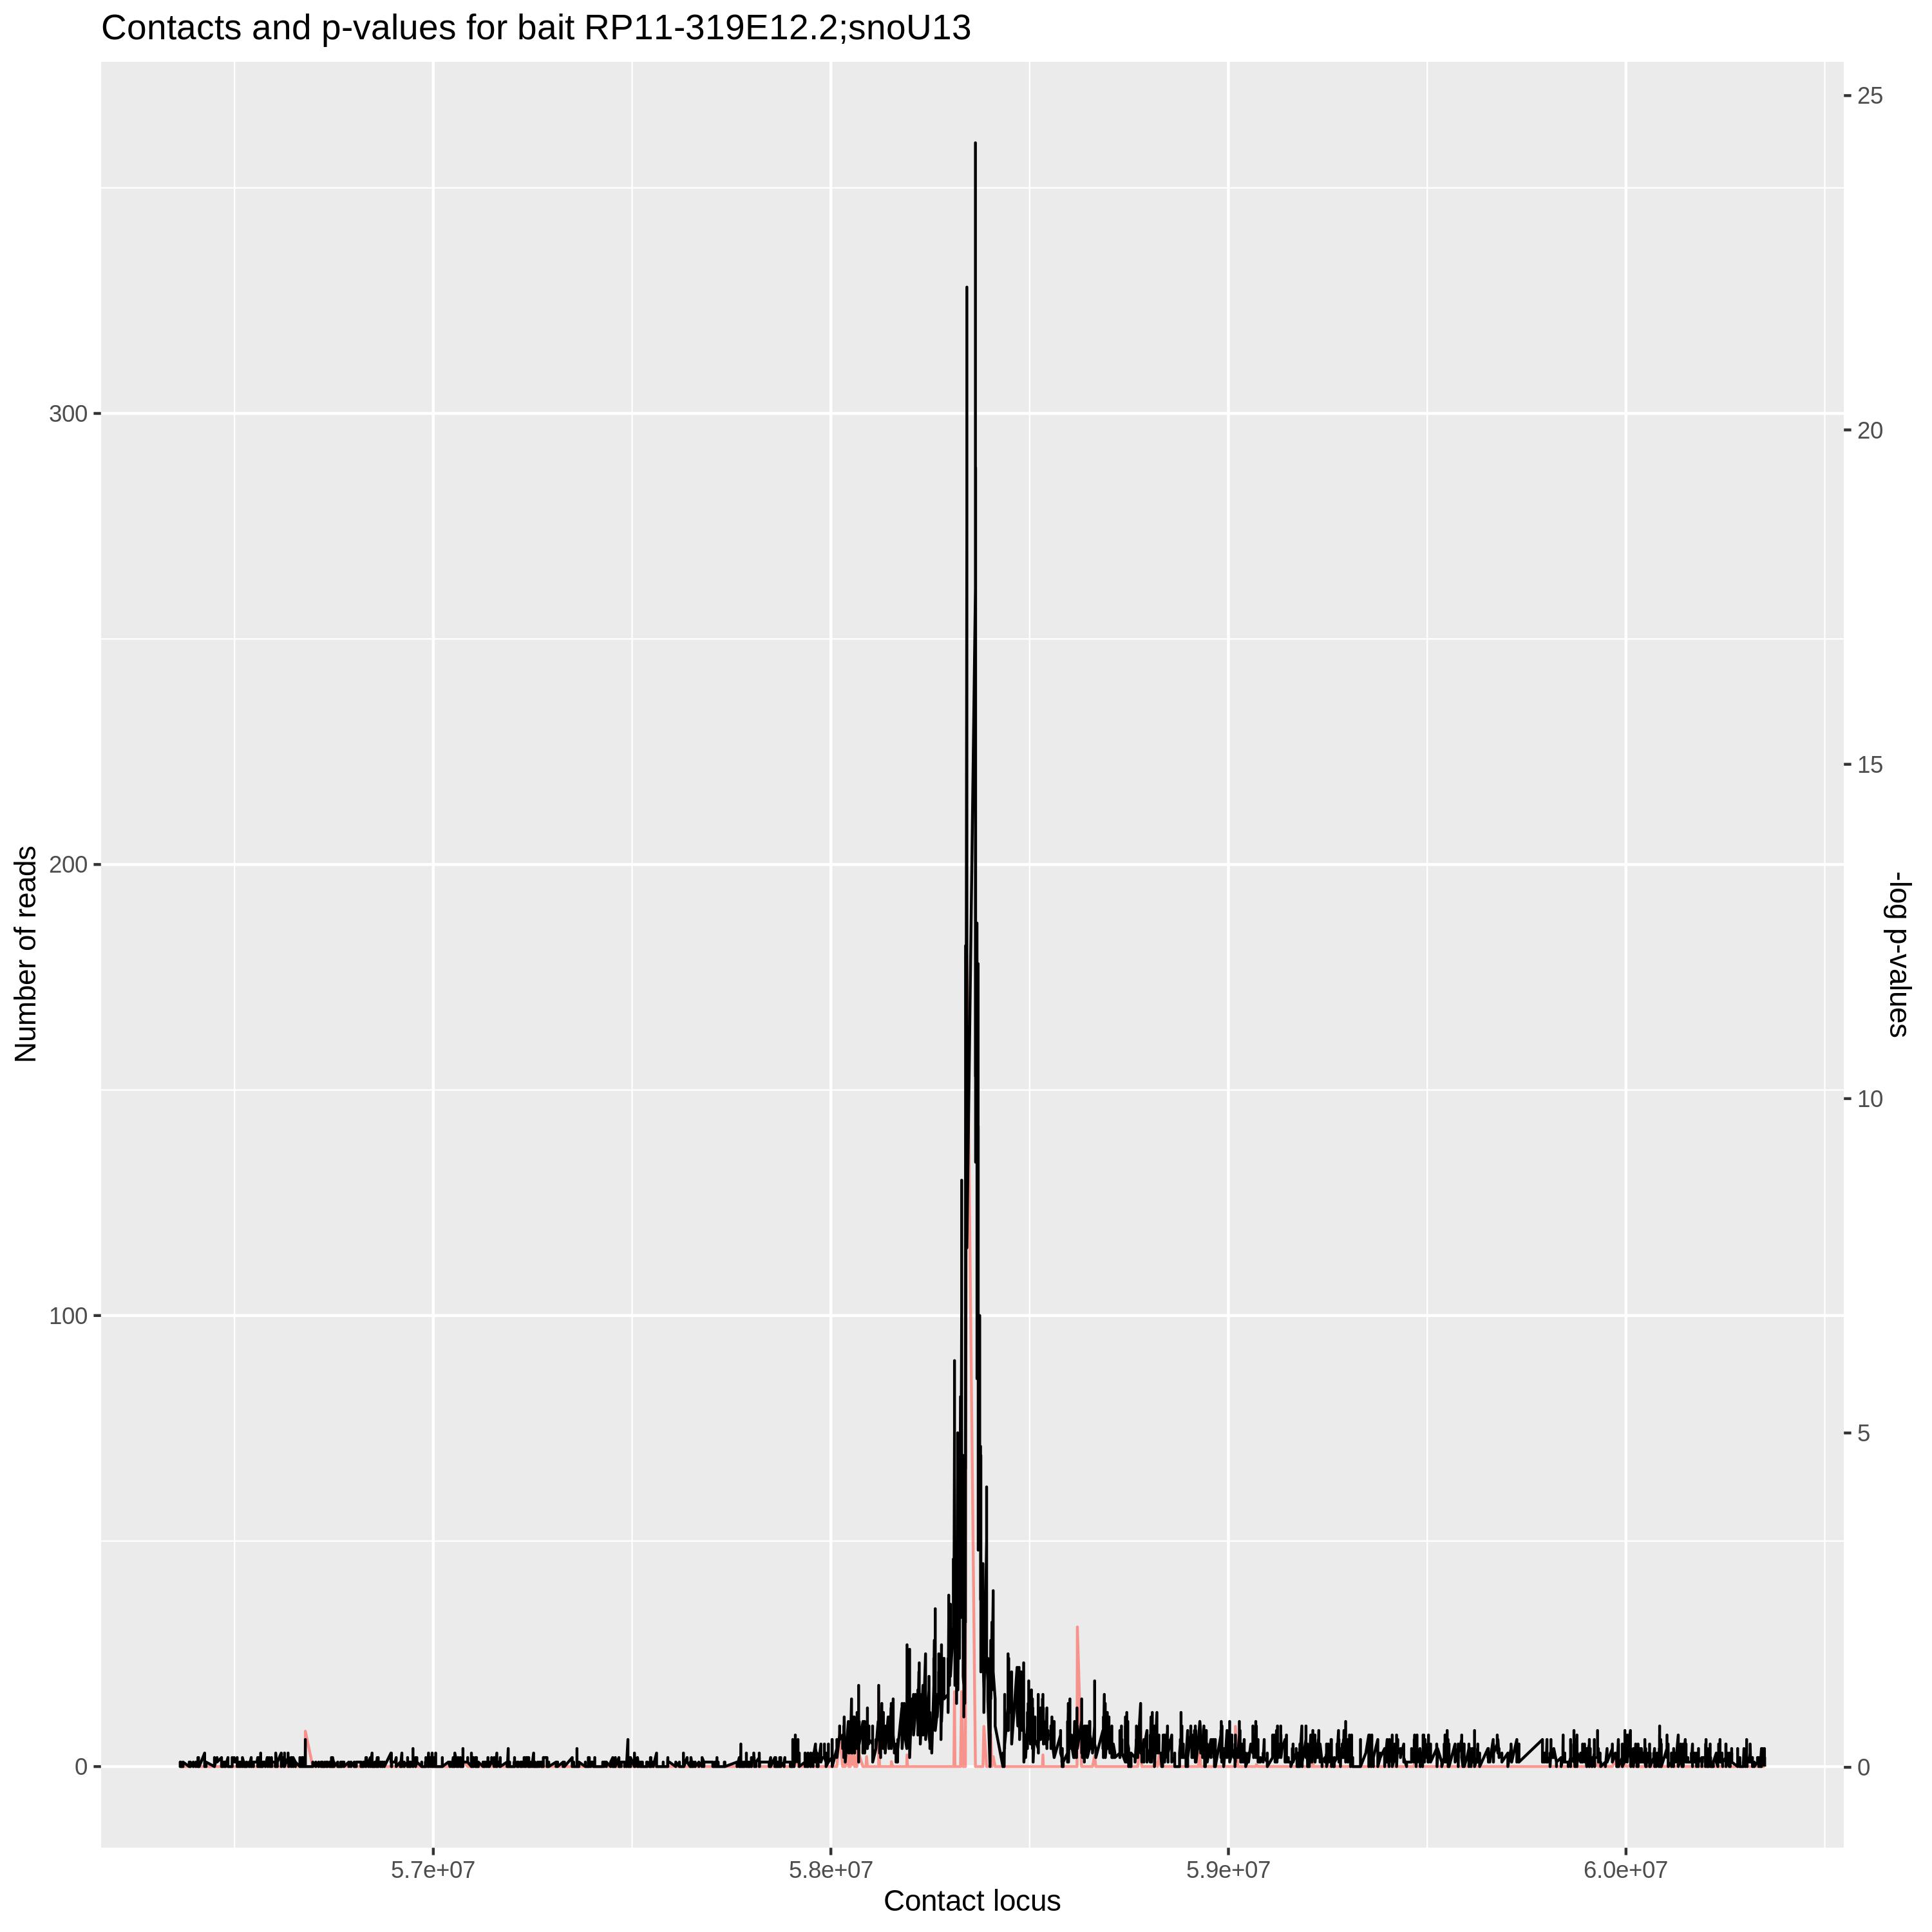 Contacts and p-values for bait RP11-319E12.2;snoU13
25
20
15
10
5
0
-log p-values
300
200
100
0
Number of reads
5.7e+07 5.8e+07 5.9e+07 6.0e+07
Contact locus